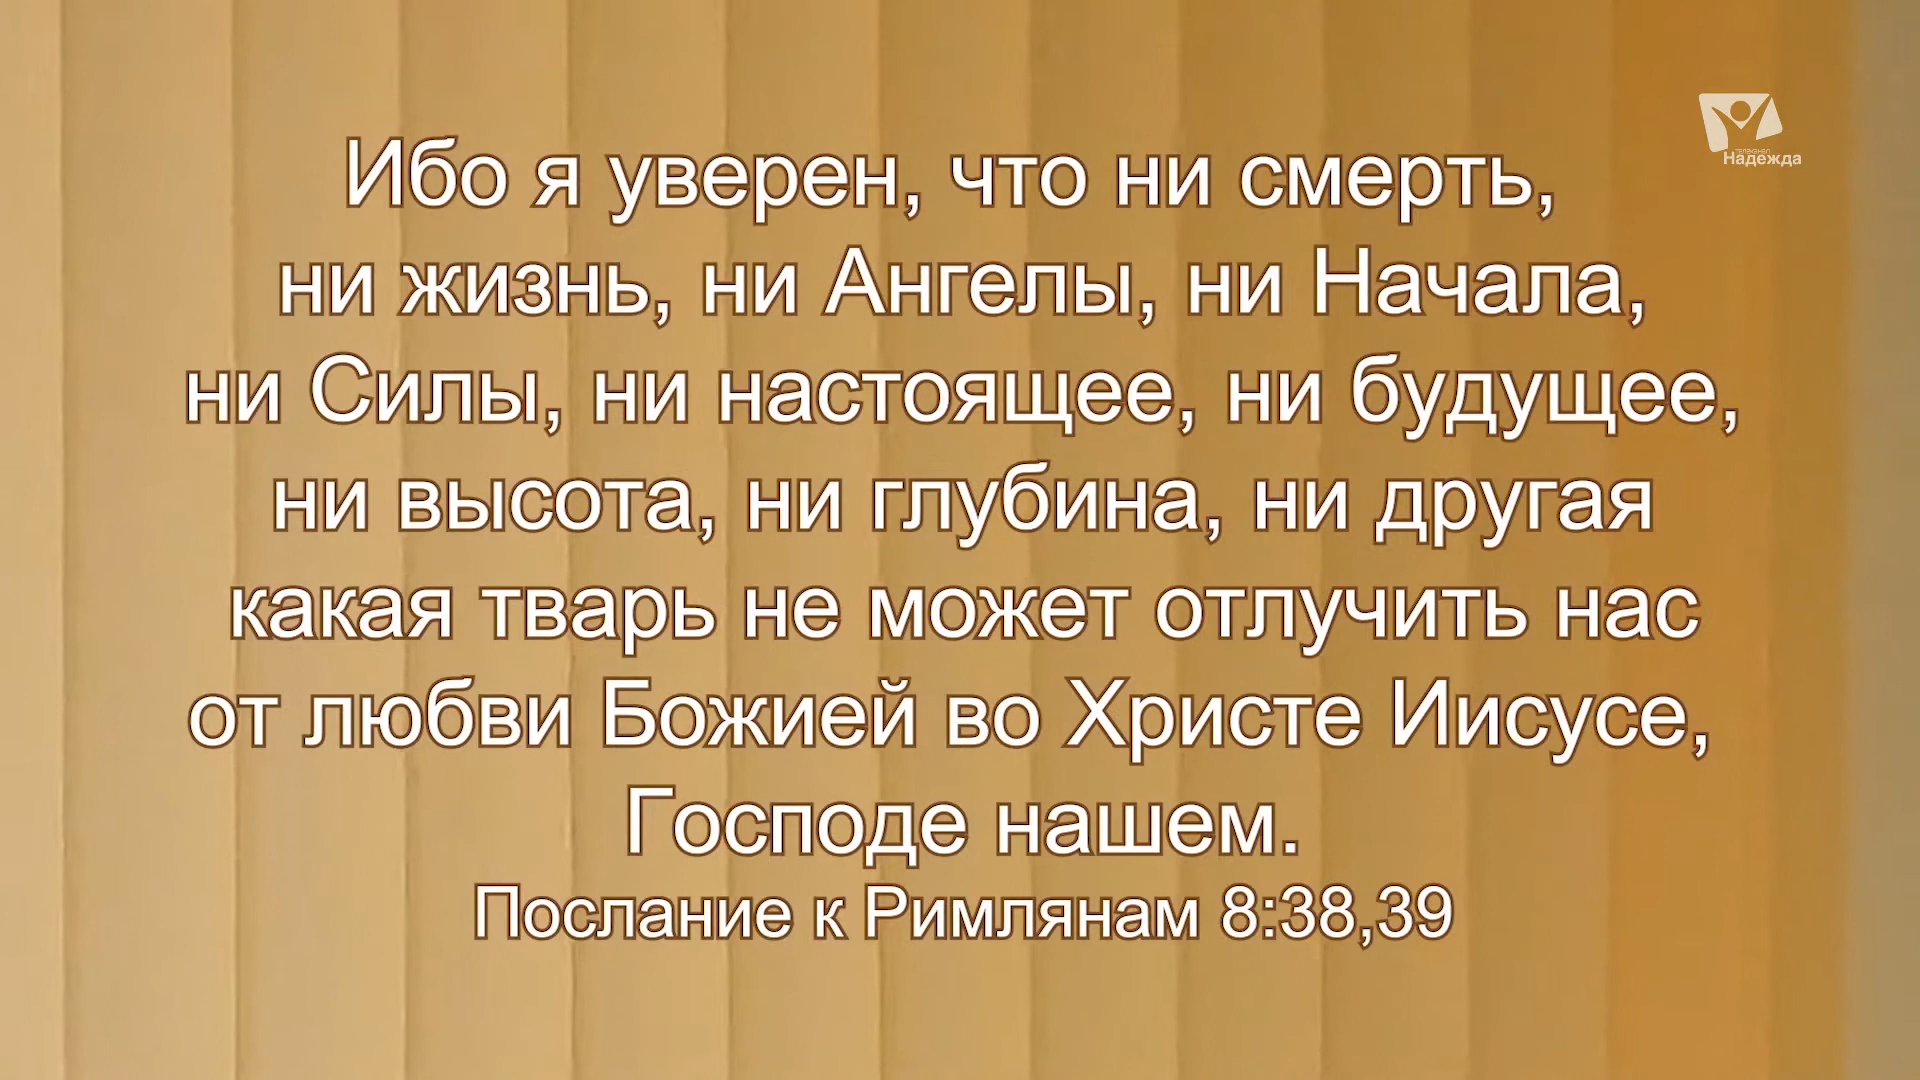 ТЕЛЕКАНАЛ
Надежда
Ибо я уверен, что ни смерть,
ни жизнь, ни Ангелы, ни Начала,
ни Силы, ни настоящее, ни будущее,
ни высота, ни глубина, ни другая
какая тварь не может отлучить нас
от любви Божией во Христе Иисусе,
Господе нашем.
Послание к Римлянам 8:38,39